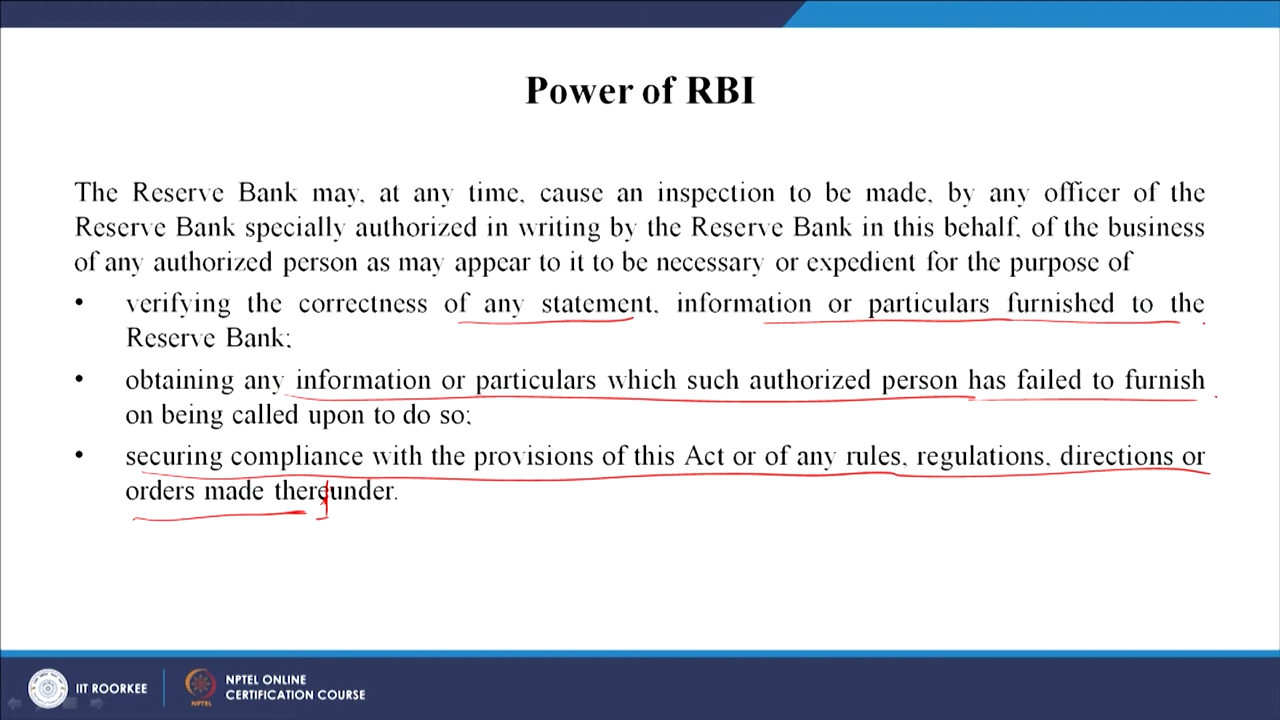 Power of RBI
The Reserve Bank may, at any time, cause an inspection to be made, by any officer of the
Reserve Bank specially authorized in writing by the Reserve Bank in this behalf, of the business
of any authorized person as may appear to it to be necessary or expedient for the purpose of
• verifying the correctness of any statement, information or particulars furnished to the
Reserve Bank;
• obtaining any information or particulars which such authorized person has failed to furnish
on being called upon to do so;
• securing compliance with the provisions of this Act or of any rules, regulations, directions or
orders made thereunder.
IIT ROORKEE
NPTEL ONLINE
CERTIFICATION COURSE
NPTEL